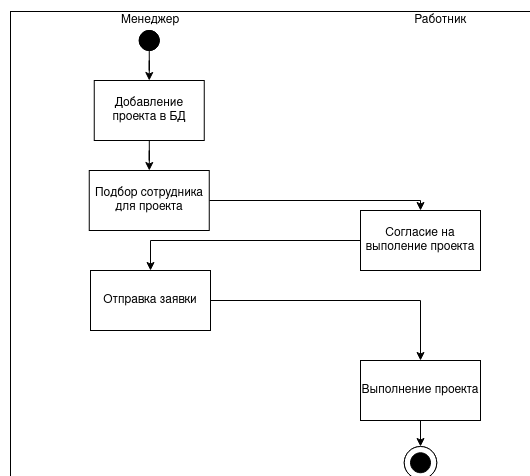 Менеджер
Работник
Добавление
проекта в БД
Подбор сотрудника
для проекта
Согласие на
выполение проекта
Отправка заявки
Выполнение проекта